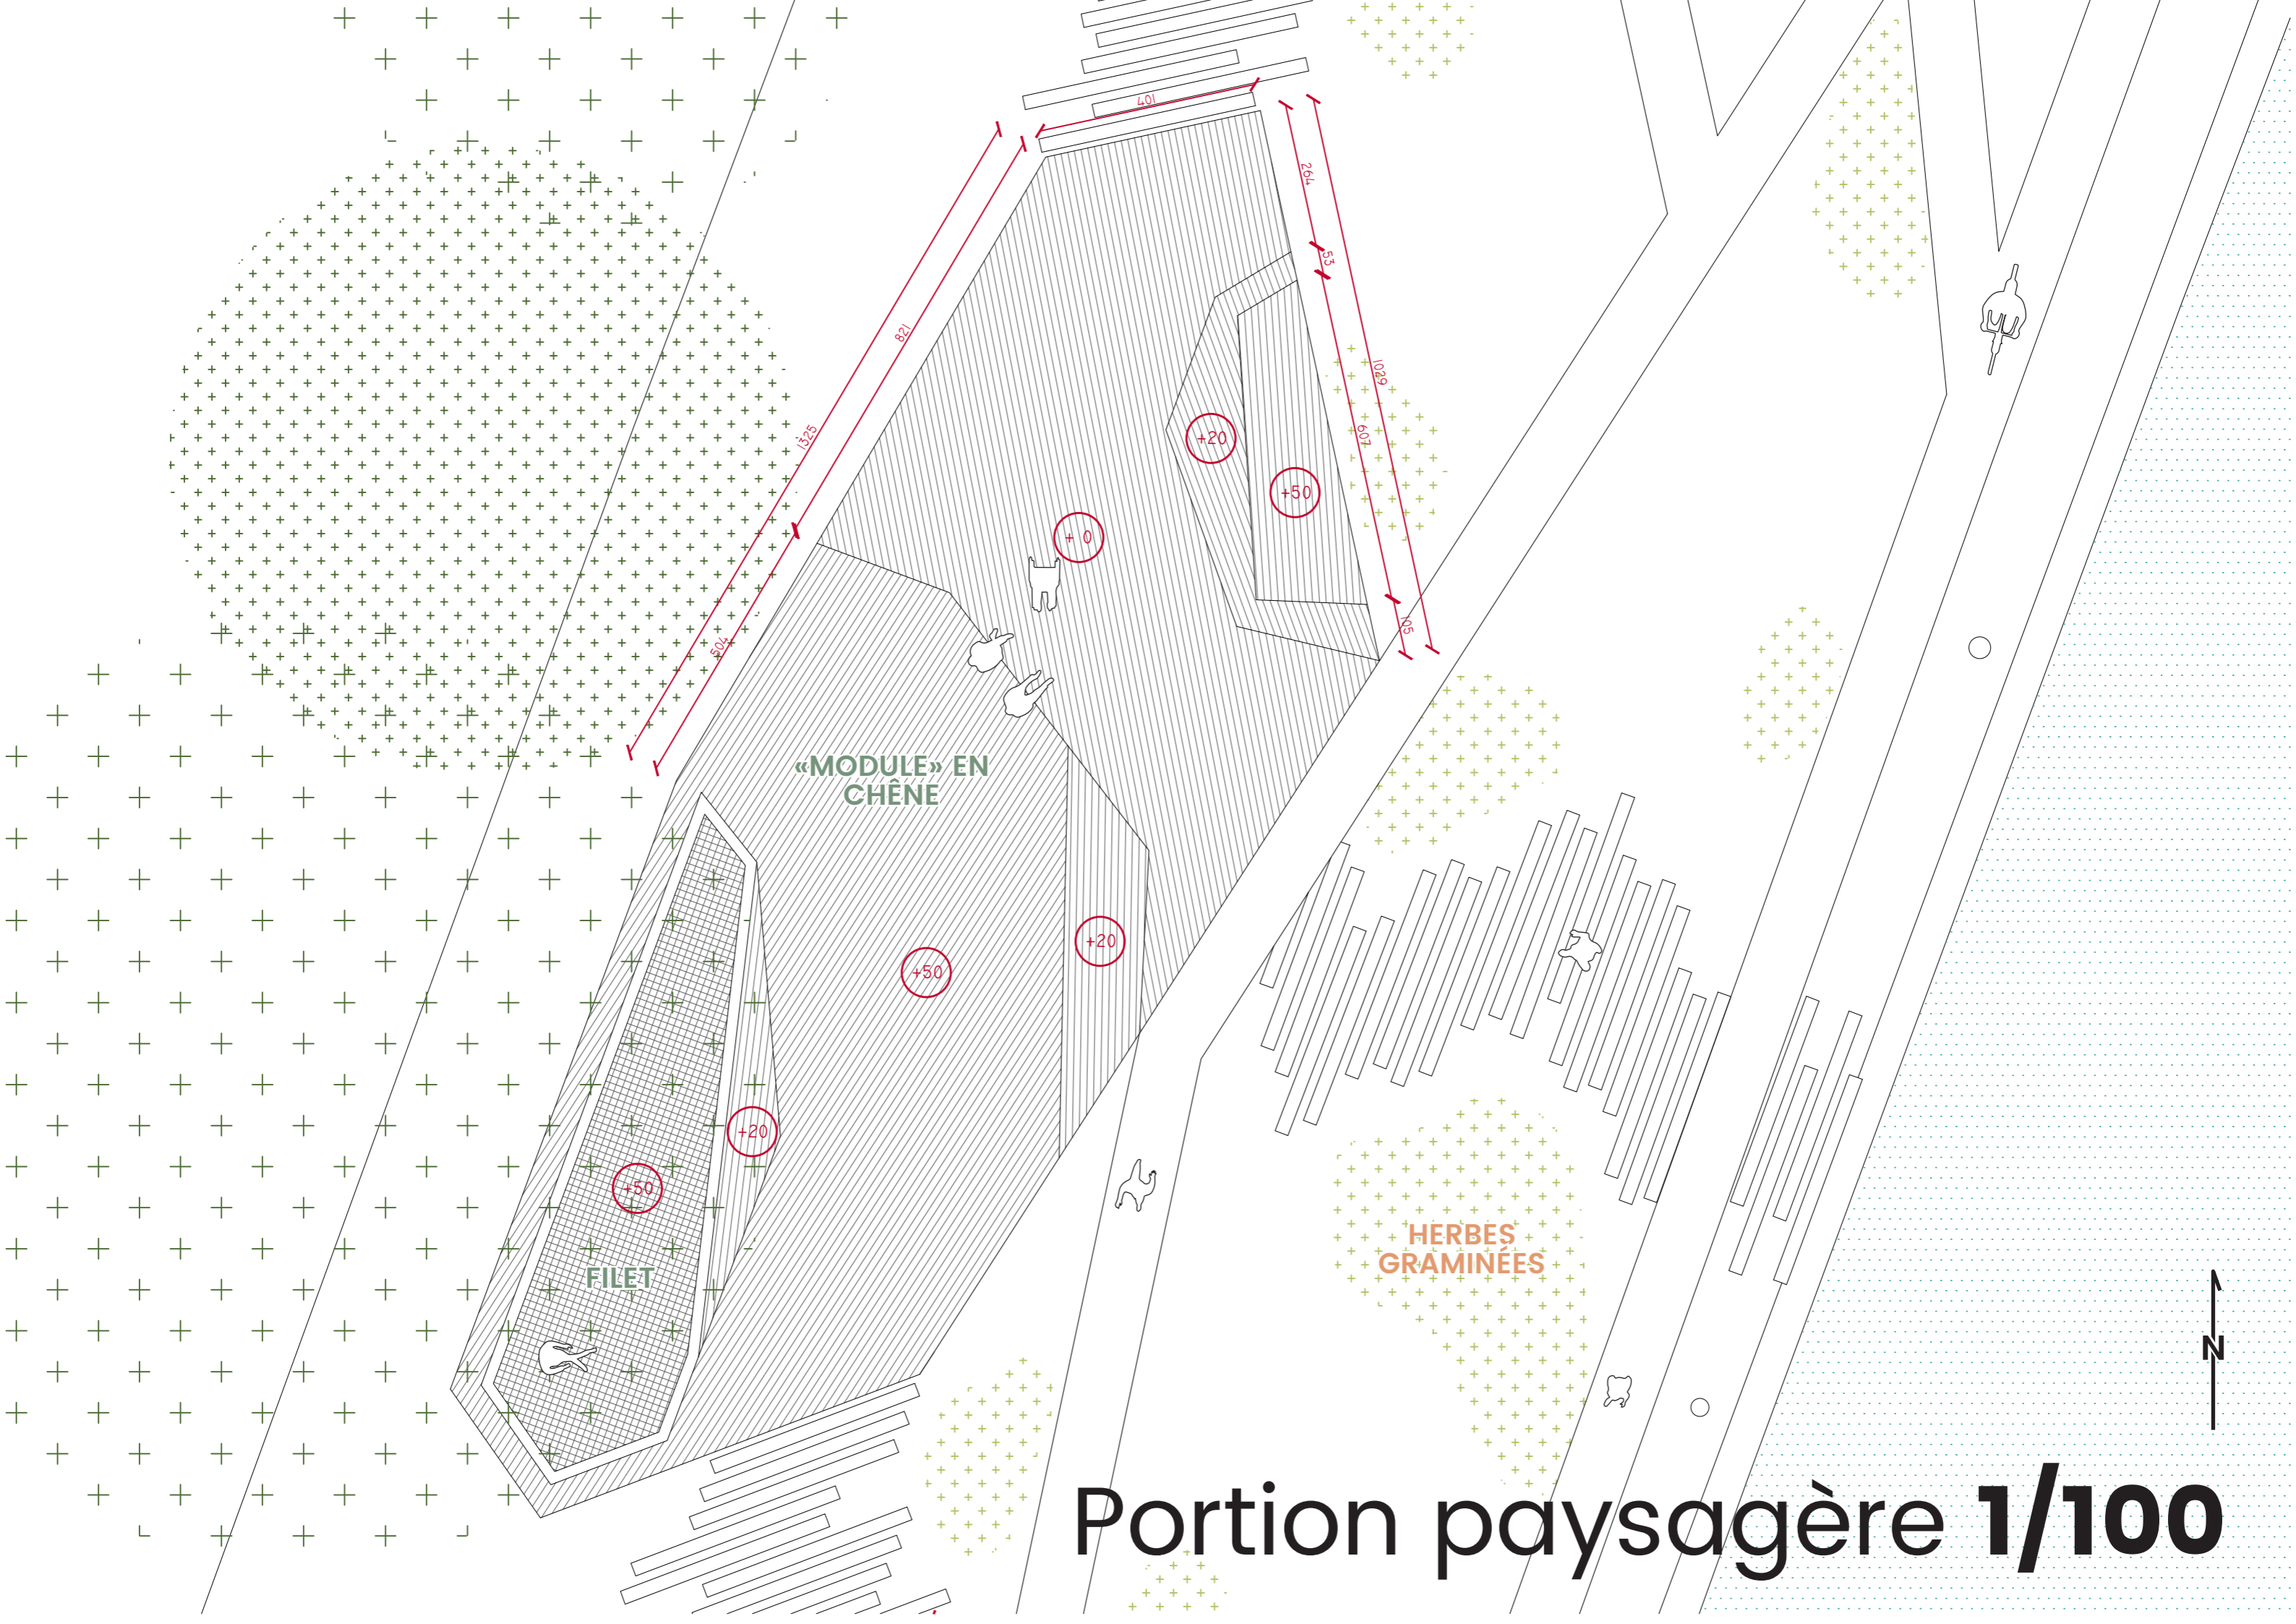 401
264
53
821
1029
1325
607
+20
+50
+ 0
105
504
«MODULE» EN
CHÊNE
+20
+50
+20
+50
HERBES
GRAMINÉES
FILET
N
Portion paysagère 1/100